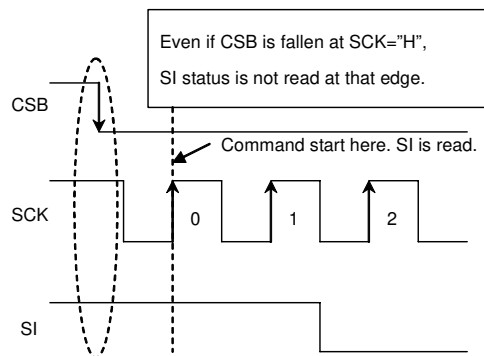 Even if CSB is fallen at SCK=”H”,
SI status is not read at that edge.
CSB
Command start here. SI is read.
SCK
0
1
2
SI